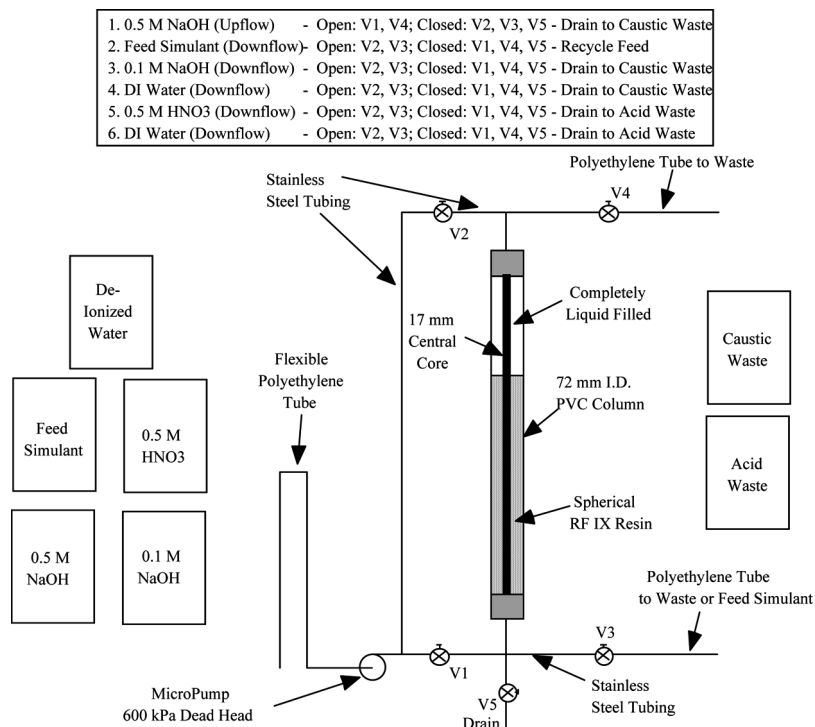 1. 0.5 M NaOH (Upflow) - Open: V1, V4; Closed: V2, V3, V5 - Drain to Caustic Waste
2. Feed Simulant (Downflow)- Open: V2, V3; Closed: V1, V4, V5 - Recycle Feed
3. 0.1 M NaOH (Downflow) - Open: V2, V3; Closed: V1, V4, V5 - Drain to Caustic Waste
4. DI Water (Downflow) - Open: V2, V3; Closed: V1, V4, V5 - Drain to Caustic Waste
5. 0.5 M HNO3 (Downflow) - Open: V2, V3; Closed: V1, V4, V5 - Drain to Acid Waste
6. DI Water (Downflow) - Open: V2, V3; Closed: V1, V4, V5 - Drain to Acid Waste
Polyethylene Tube to Waste
Stainless
Steel Tubing
V4
V2
De-
Ionized
Water
Completely
Liquid Filled
17 mm
Central
Core
Caustic
Waste
Flexible
Polyethylene
Tube
72 mm I.D.
PVC Column
Feed
Simulant
0.5 M
HNO3
Acid
Waste
Spherical
RF IX Resin
0.5 M
NaOH
0.1 M
NaOH
Polyethylene Tube
to Waste or Feed Simulant
V3
V1
MicroPump
600 kPa Dead Head
V5
Drain
Stainless
Steel Tubing